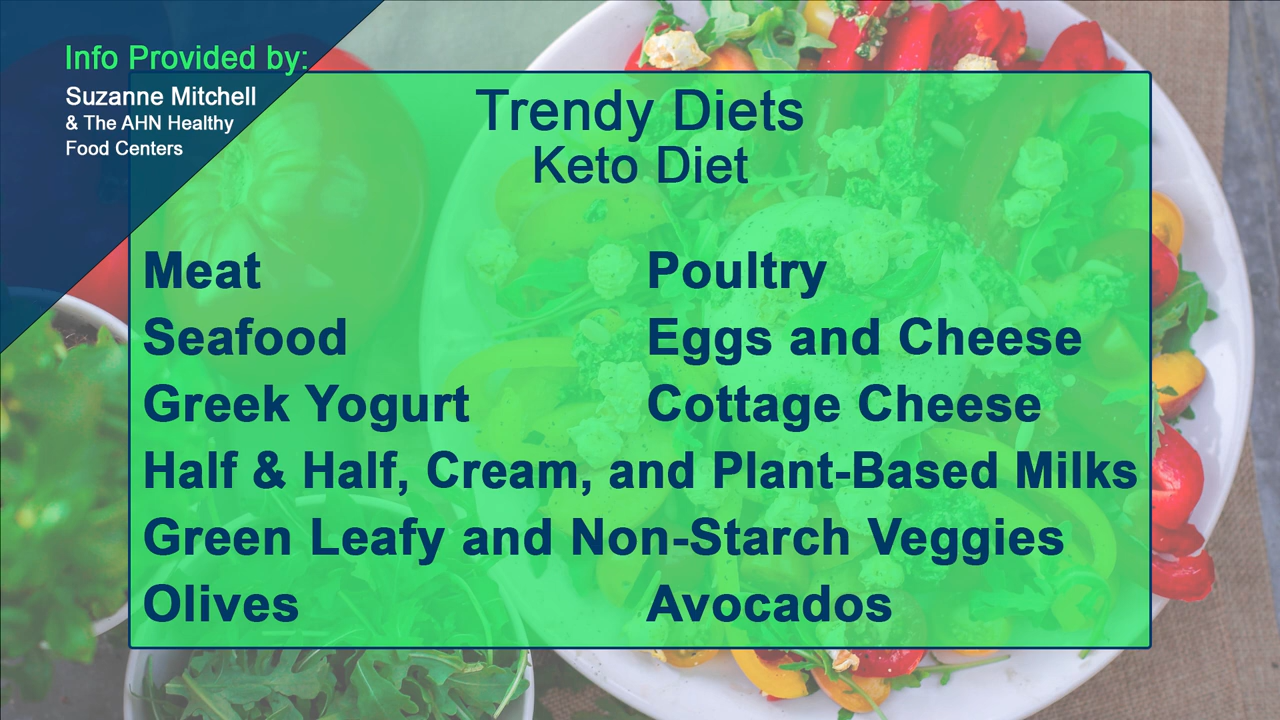 Info Provided by:
Suzanne Mitchell
& The AHN Healthy
Food Centers
Trendy Diets
Keto Diet
Meat Poultry
Seafood Eggs and Cheese
Greek Yogurt Cottage Cheese
Half & Half, Cream, and Plant-Based Milks
Green Leafy and Non-Starch Veggies
Olives Avocados